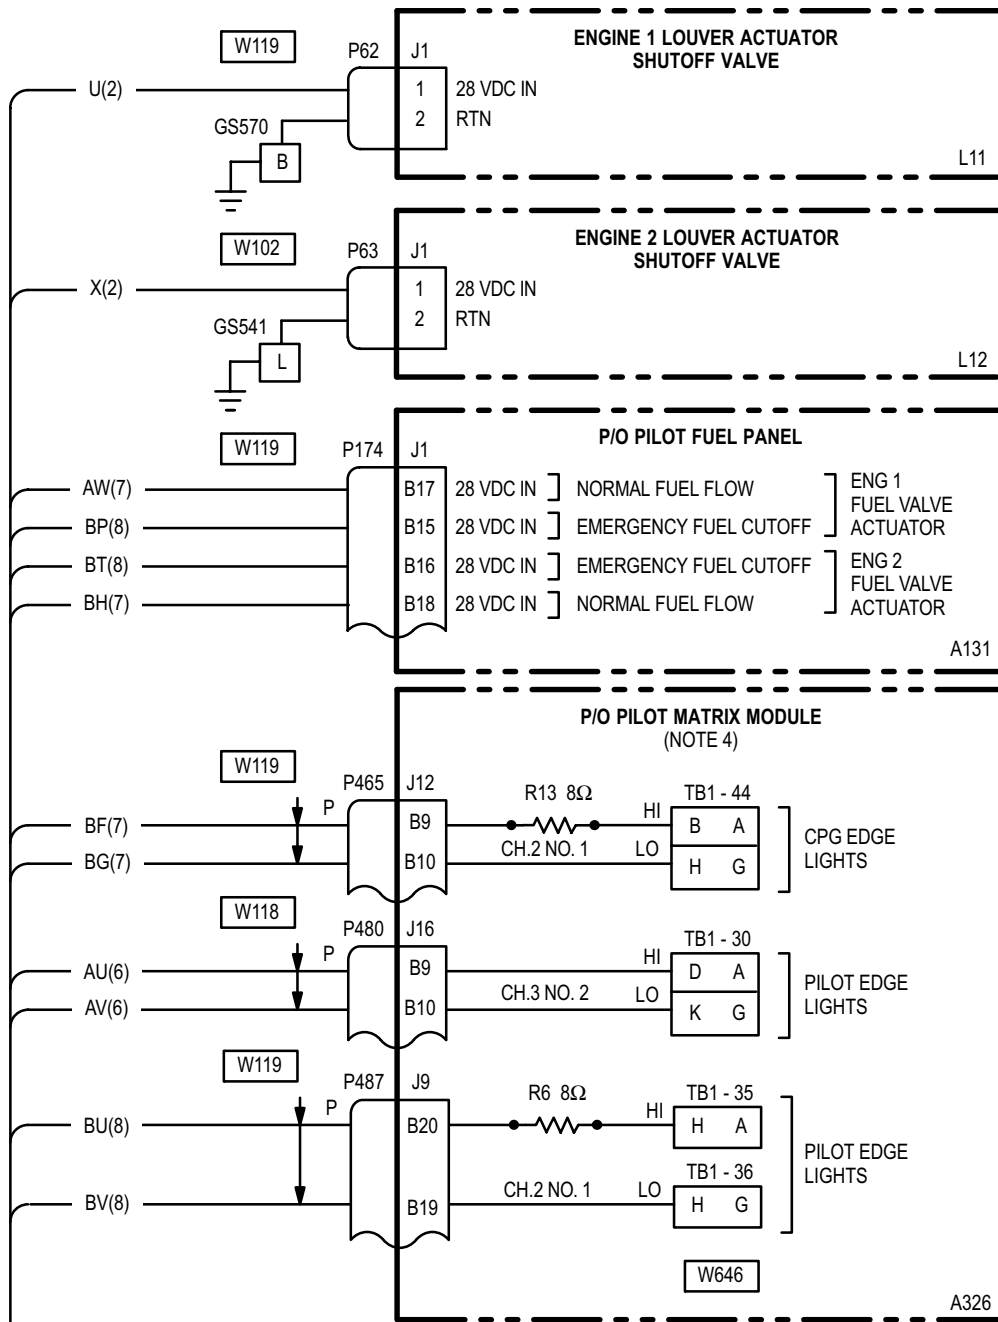 ENGINE 1 LOUVER ACTUATOR
SHUTOFF VALVE
W119
P62 J1
U(2) 1 28 VDC IN
2 RTN
GS570
B
L11
ENGINE 2 LOUVER ACTUATOR
SHUTOFF VALVE
W102
P63 J1
X(2) 1 28 VDC IN
2 RTN
GS541
L
L12
P/O PILOT FUEL PANEL
W119
P174 J1
AW(7) B17 28 VDC IN NORMAL FUEL FLOW
BP(8) B15 28 VDC IN EMERGENCY FUEL CUTOFF
ENG 1
FUEL VALVE
ACTUATOR
BT(8) B16 28 VDC IN EMERGENCY FUEL CUTOFF
BH(7) B18 28 VDC IN NORMAL FUEL FLOW
ENG 2
FUEL VALVE
ACTUATOR
A131
P/O PILOT MATRIX MODULE
(NOTE 4)
W119
P465 J12 R13 8Ω TB1 - 44
BF(7) P B9 HI B A
BG(7) B10 CH.2 NO. 1 LO H G
CPG EDGE
LIGHTS
W118
P480 J16 TB1 - 30
AU(6) P B9 HI D A
AV(6) B10 CH.3 NO. 2 LO K G
PILOT EDGE
LIGHTS
W119
P487 J9 R6 8Ω TB1 - 35
BU(8) P B20 HI H A
TB1 - 36
BV(8) B19 CH.2 NO. 1 LO H G
PILOT EDGE
LIGHTS
W646
A326